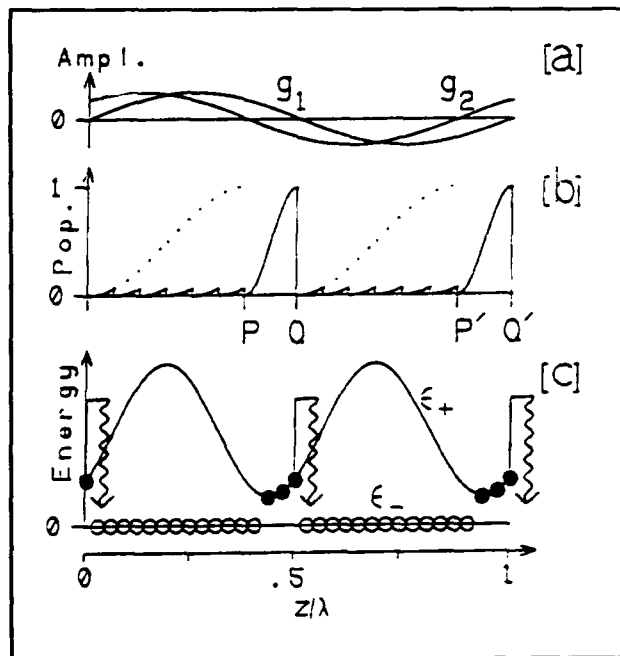 Ampl. [a]
g₁ g₂
0
[b]
Pop.
1
0
P Q P′ Q′
[c]
Energy
ϵ₊
ϵ₋
0
0 .5 1
z/λ